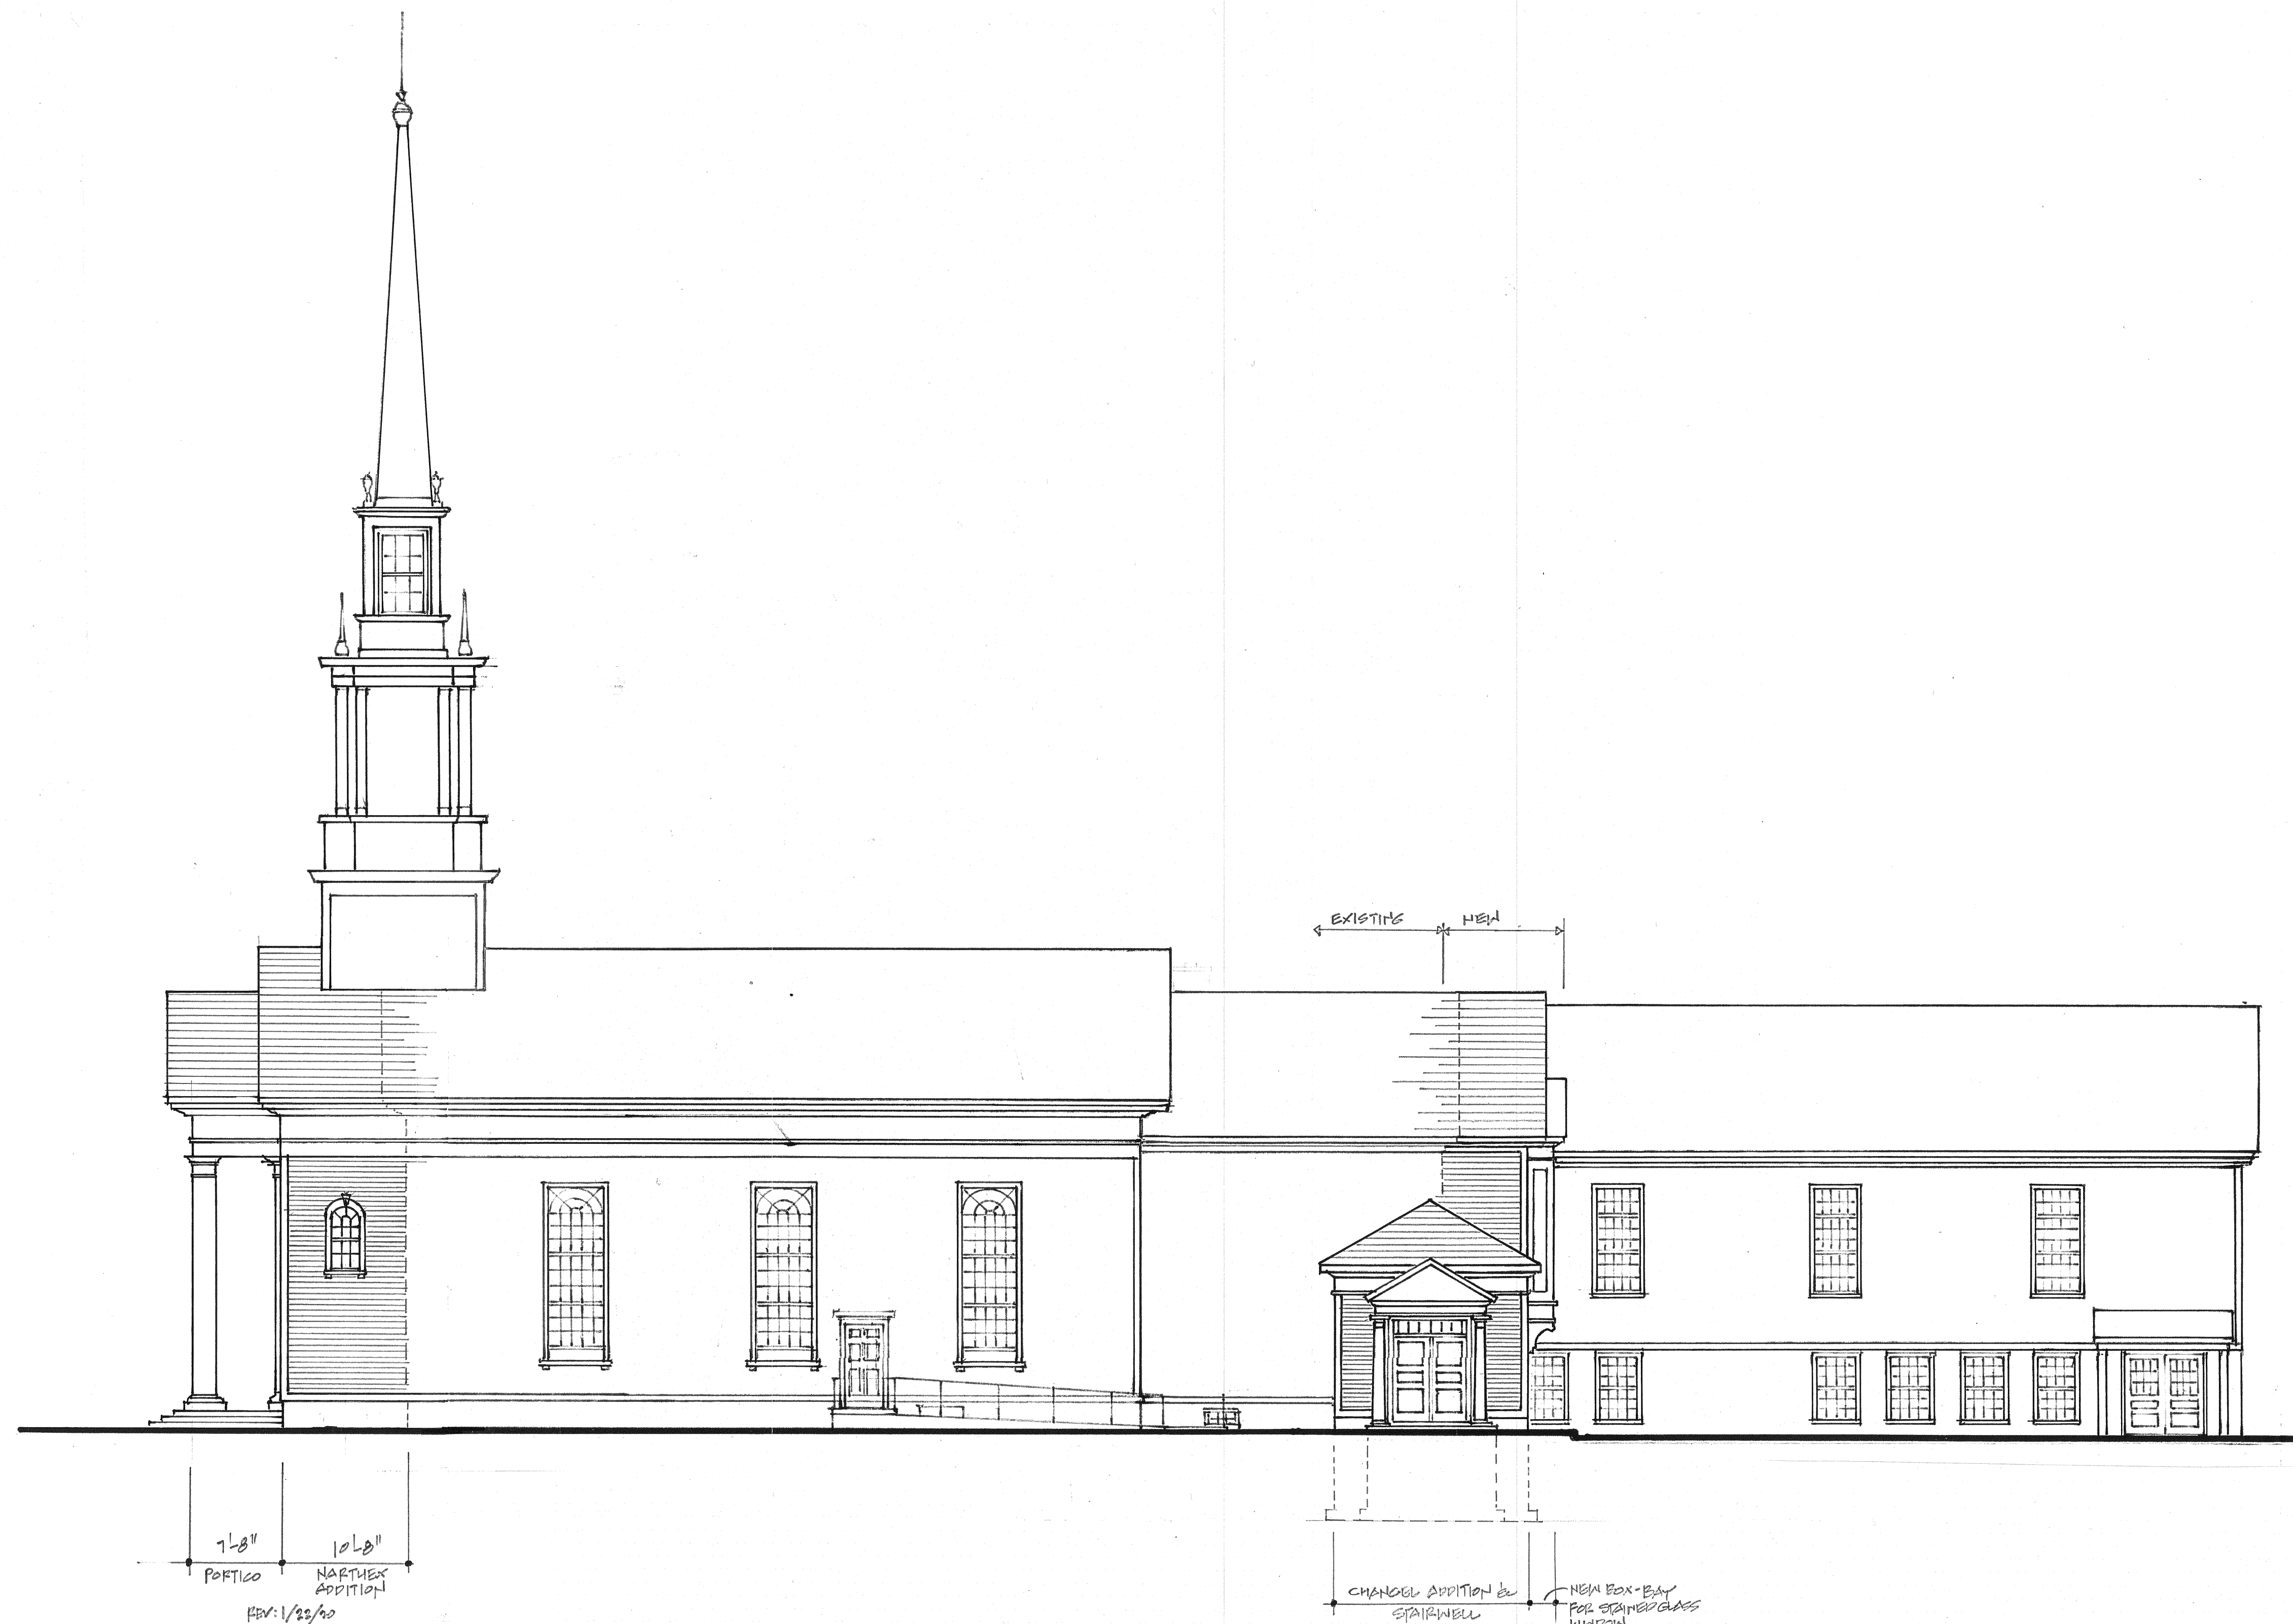 EXISTING NEW
7'-8" 10'-8"
PORTICO NARTHEX
ADDITION
REV: 1/22/20
CHANCEL ADDITION &
STAIRWELL
NEW BOX-BAY
FOR STAINED GLASS
WINDOW